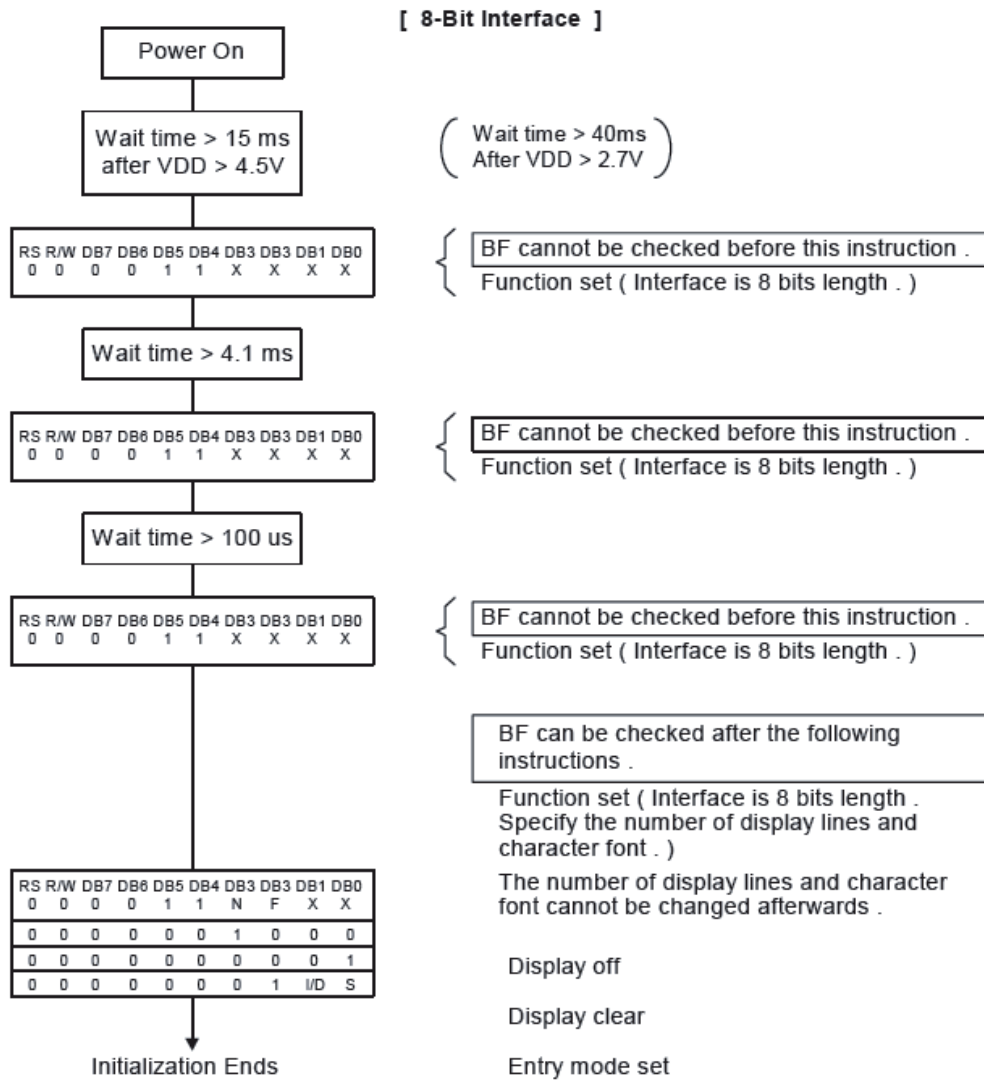 [ 8-Bit Interface ]
Power On
Wait time > 15 ms
after VDD > 4.5V
Wait time > 40ms
After VDD > 2.7V
RS R/W DB7 DB6 DB5 DB4 DB3 DB3 DB1 DB0
0 0 0 0 1 1 X X X X
BF cannot be checked before this instruction .
Function set ( Interface is 8 bits length . )
Wait time > 4.1 ms
RS R/W DB7 DB6 DB5 DB4 DB3 DB3 DB1 DB0
0 0 0 0 1 1 X X X X
BF cannot be checked before this instruction .
Function set ( Interface is 8 bits length . )
Wait time > 100 us
RS R/W DB7 DB6 DB5 DB4 DB3 DB3 DB1 DB0
0 0 0 0 1 1 X X X X
BF cannot be checked before this instruction .
Function set ( Interface is 8 bits length . )
BF can be checked after the following
instructions .
Function set ( Interface is 8 bits length .
Specify the number of display lines and
character font . )
The number of display lines and character
font cannot be changed afterwards .
RS R/W DB7 DB6 DB5 DB4 DB3 DB3 DB1 DB0
0 0 0 0 1 1 N F X X
0 0 0 0 0 0 1 0 0 0
0 0 0 0 0 0 0 0 0 1
0 0 0 0 0 0 0 1 I/D S
Display off
Display clear
Initialization Ends
Entry mode set